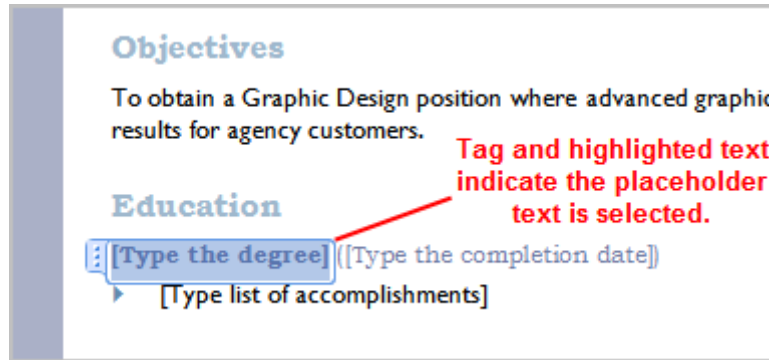 Objectives
To obtain a Graphic Design position where advanced graphic
results for agency customers.
Tag and highlighted text
indicate the placeholder
text is selected.
Education
[Type the degree] ([Type the completion date])
[Type list of accomplishments]